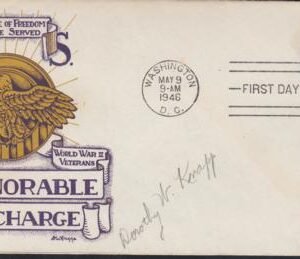 E OF FREEDOM
E SERVED
S.
WASHINGTON
MAY 9
9-AM
1946
D. C.
FIRST DAY
WORLD WAR II
VETERANS
NORABLE
CHARGE
Dorothy W. Knapp